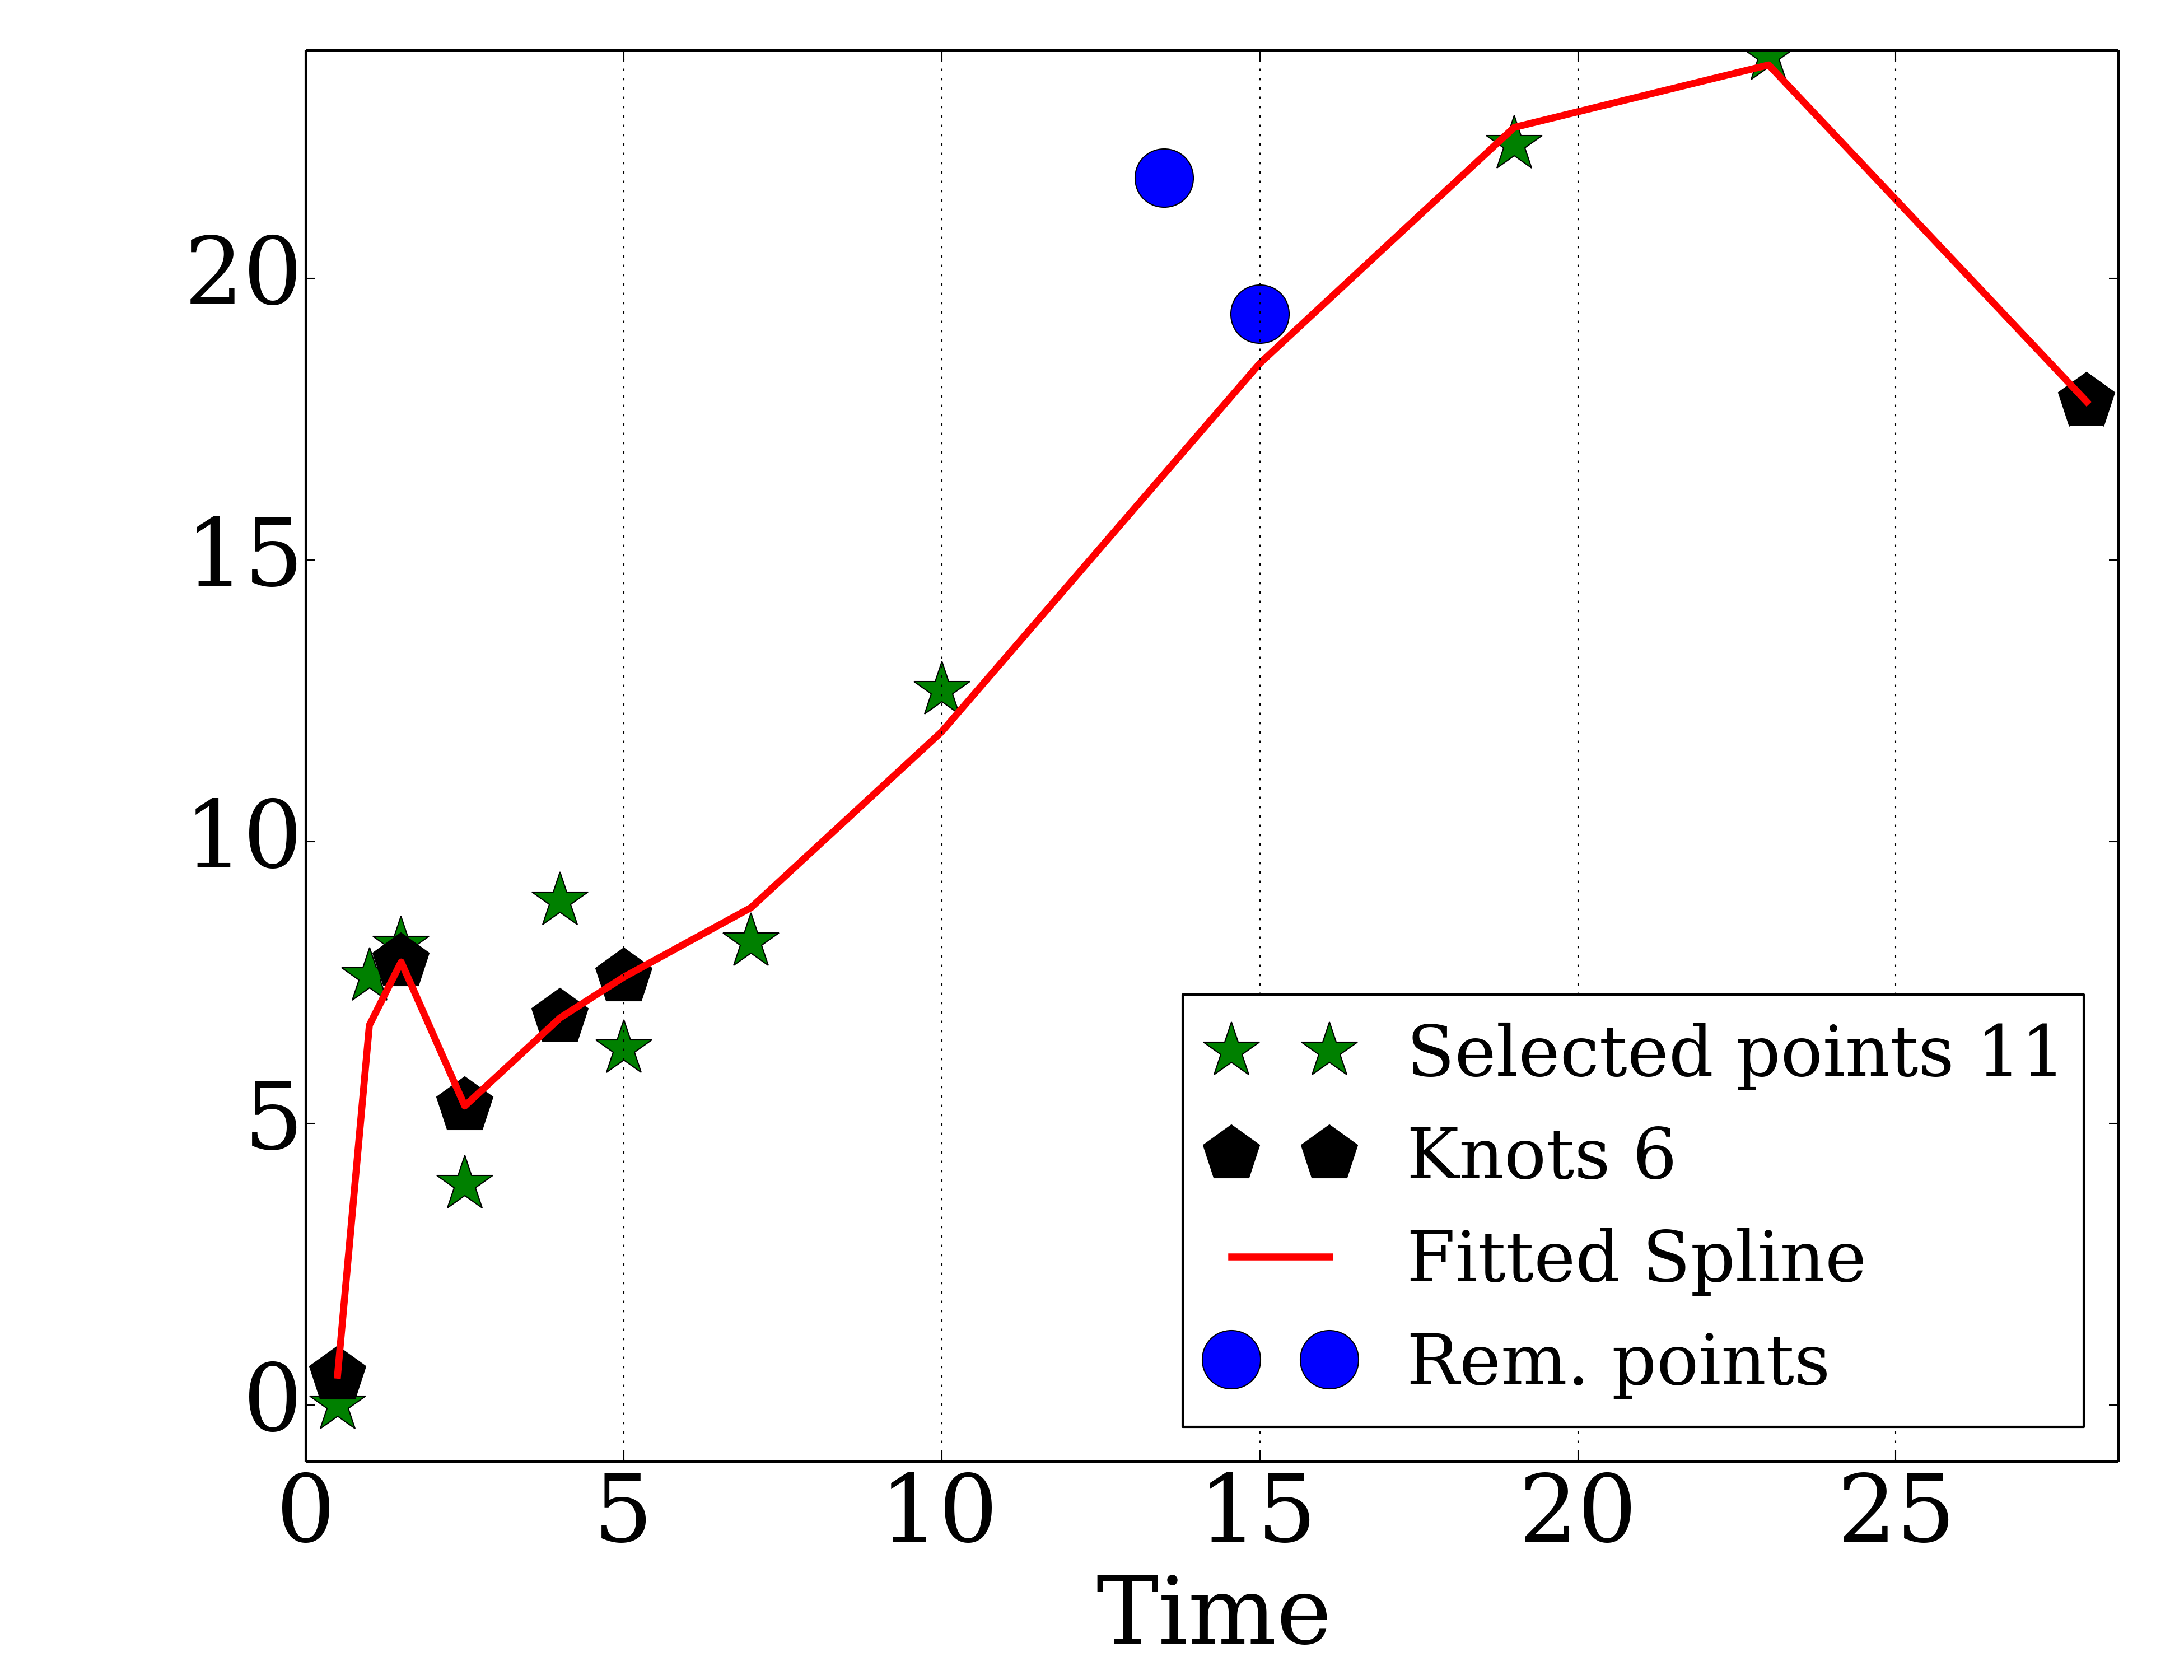 20
15
10
5
0
Selected points 11
Knots 6
Fitted Spline
Rem. points
0 5 10 15 20 25
Time